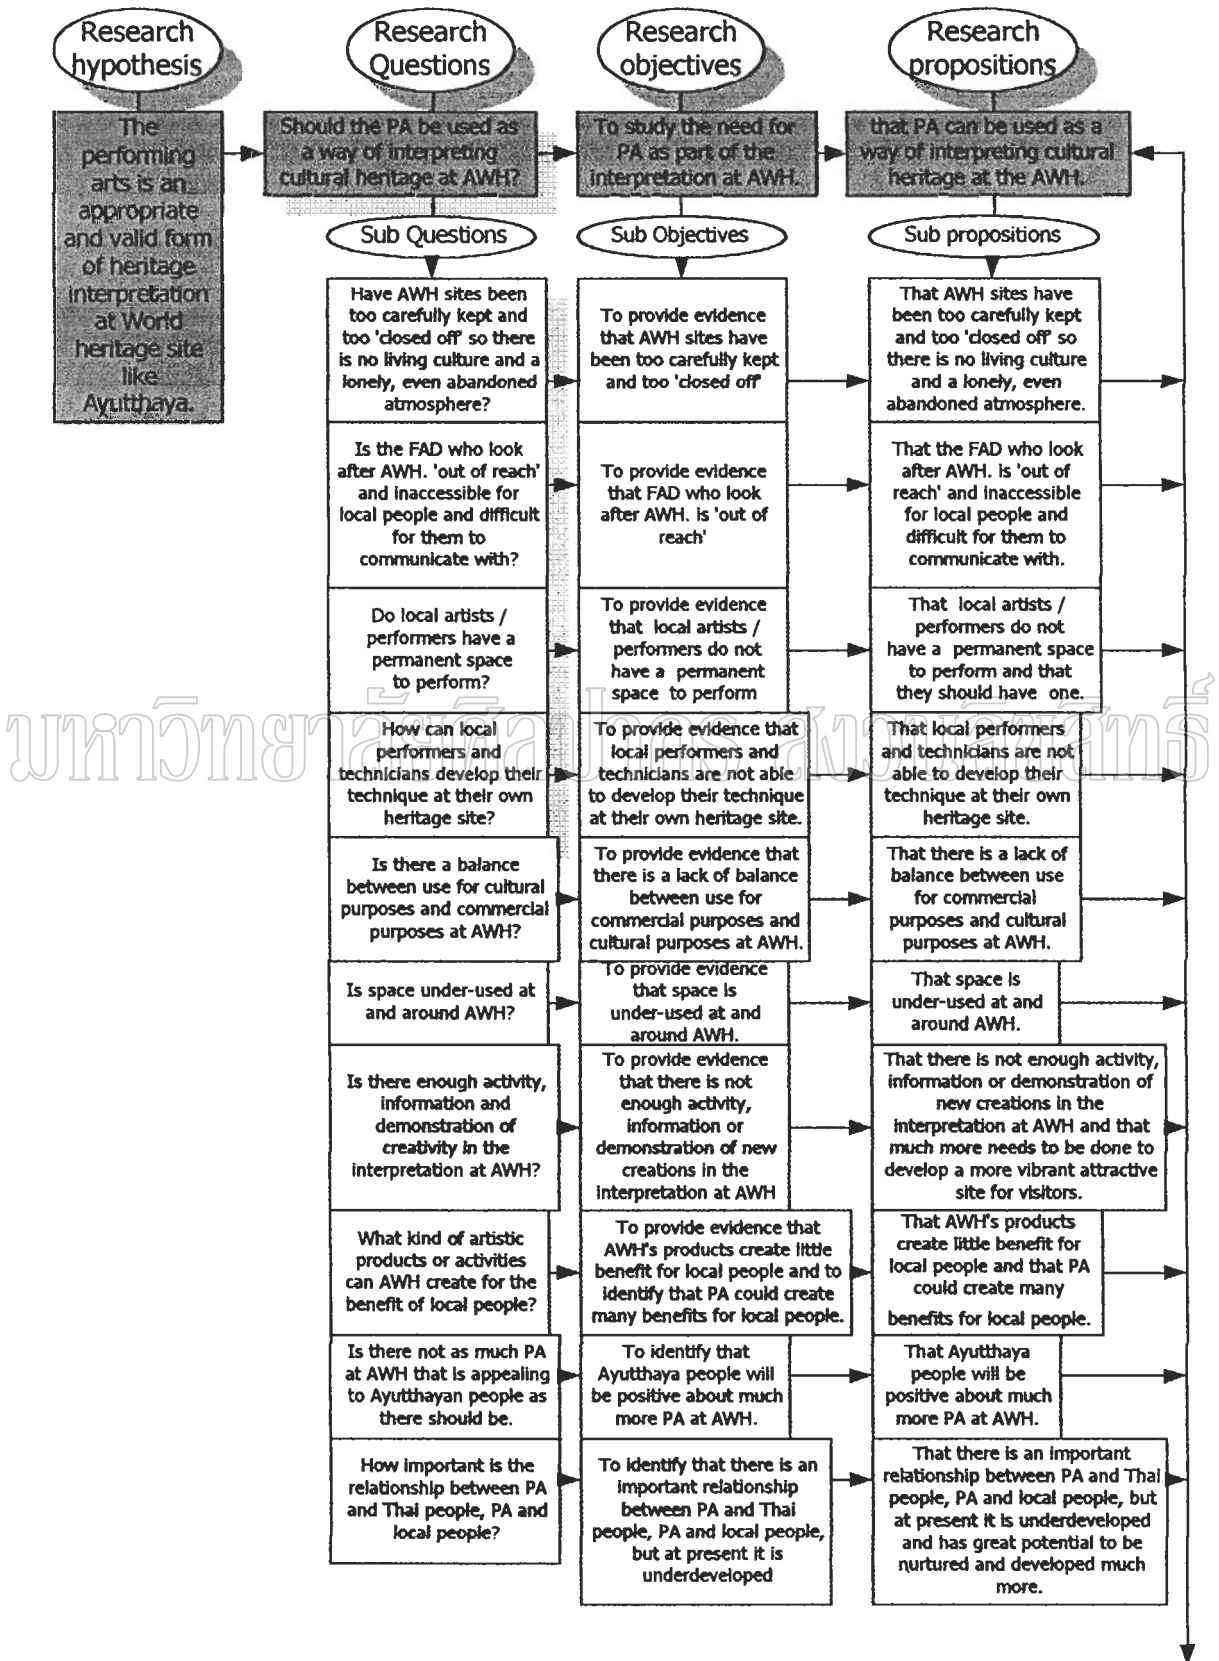 Research
hypothesis
Research
Questions
Research
objectives
Research
propositions
The
performing
arts is an
appropriate
and valid form
of heritage
interpretation
at World
heritage site
like
Ayutthaya.
Should the PA be used as
a way of interpreting
cultural heritage at AWH?
To study the need for
PA as part of the
interpretation at AWH.
that PA can be used as a
way of interpreting cultural
heritage at the AWH.
Sub Questions
Sub Objectives
Sub propositions
Have AWH sites been
too carefully kept and
too 'closed off' so there
is no living culture and a
lonely, even abandoned
atmosphere?
To provide evidence
that AWH sites have
been too carefully kept
and too 'closed off'
That AWH sites have
been too carefully kept
and too 'closed off' so
there is no living culture
and a lonely, even
abandoned atmosphere.
Is the FAD who look
after AWH. 'out of reach'
and inaccessible for
local people and difficult
for them to
communicate with?
To provide evidence
that FAD who look
after AWH. is 'out of
reach'
That the FAD who look
after AWH. is 'out of
reach' and inaccessible
for local people and
difficult for them to
communicate with.
Do local artists /
performers have a
permanent space
to perform?
To provide evidence
that local artists /
performers do not
have a permanent
space to perform
That local artists /
performers do not
have a permanent space
to perform and that
they should have one.
มหาวิทยาลัยศิลปากร สงวนลิขสิทธิ์
How can local
performers and
technicians develop their
technique at their own
heritage site?
To provide evidence that
local performers and
technicians are not able
to develop their technique
at their own heritage site.
That local performers
and technicians are not
able to develop their
technique at their own
heritage site.
Is there a balance
between use for cultural
purposes and commercial
purposes at AWH?
To provide evidence that
there is a lack of balance
between use for
commercial purposes and
cultural purposes at AWH.
That there is a lack of
balance between use
for commercial
purposes and cultural
purposes at AWH.
Is space under-used at
and around AWH?
To provide evidence
that space is
under-used at and
around AWH.
That space is
under-used at and
around AWH.
Is there enough activity,
information and
demonstration of
creativity in the
interpretation at AWH?
To provide evidence
that there is not
enough activity,
information or
demonstration of new
creations in the
interpretation at AWH
That there is not enough activity,
information or demonstration of
new creations in the
interpretation at AWH and that
much more needs to be done to
develop a more vibrant attractive
site for visitors.
What kind of artistic
products or activities
can AWH create for the
benefit of local people?
To provide evidence that
AWH's products create little
benefit for local people and to
identify that PA could create
many benefits for local people.
That AWH's products
create little benefit for
local people and that PA
could create many
benefits for local people.
Is there not as much PA
at AWH that is appealing
to Ayutthayan people as
there should be.
To identify that
Ayutthaya people will
be positive about much
more PA at AWH.
That Ayutthaya
people will be
positive about much
more PA at AWH.
How important is the
relationship between PA
and Thai people, PA and
local people?
To identify that there is an
important relationship
between PA and Thai
people, PA and local people,
but at present it is
underdeveloped
That there is an important
relationship between PA and Thai
people, PA and local people, but
at present it is underdeveloped
and has great potential to be
nurtured and developed much
more.